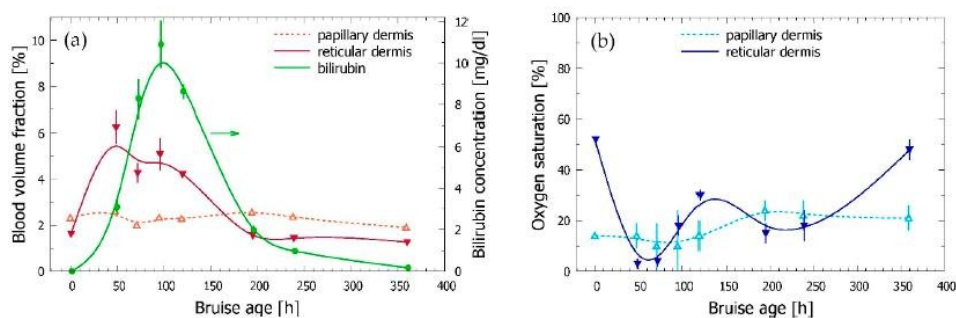 (a)
papillary dermis
reticular dermis
bilirubin
Blood volume fraction [%]
10
8
6
4
2
0
12
10
8
6
4
2
0
Bilirubin concentration [mg/dl]
0 50 100 150 200 250 300 350 400
Bruise age [h]
(b)
papillary dermis
reticular dermis
Oxygen saturation [%]
100
80
60
40
20
0
0 50 100 150 200 250 300 350 400
Bruise age [h]